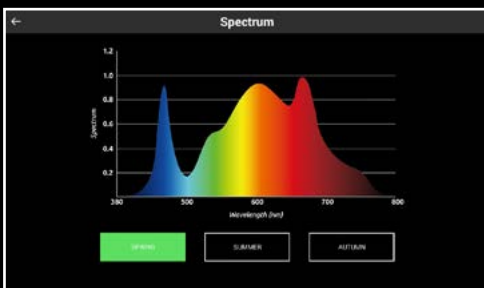 ← Spectrum
1.2
1.0
0.8
0.6
0.4
0.2
Spectrum
380 500 600 700 800
Wavelength (nm)
SPRING SUMMER AUTUMN